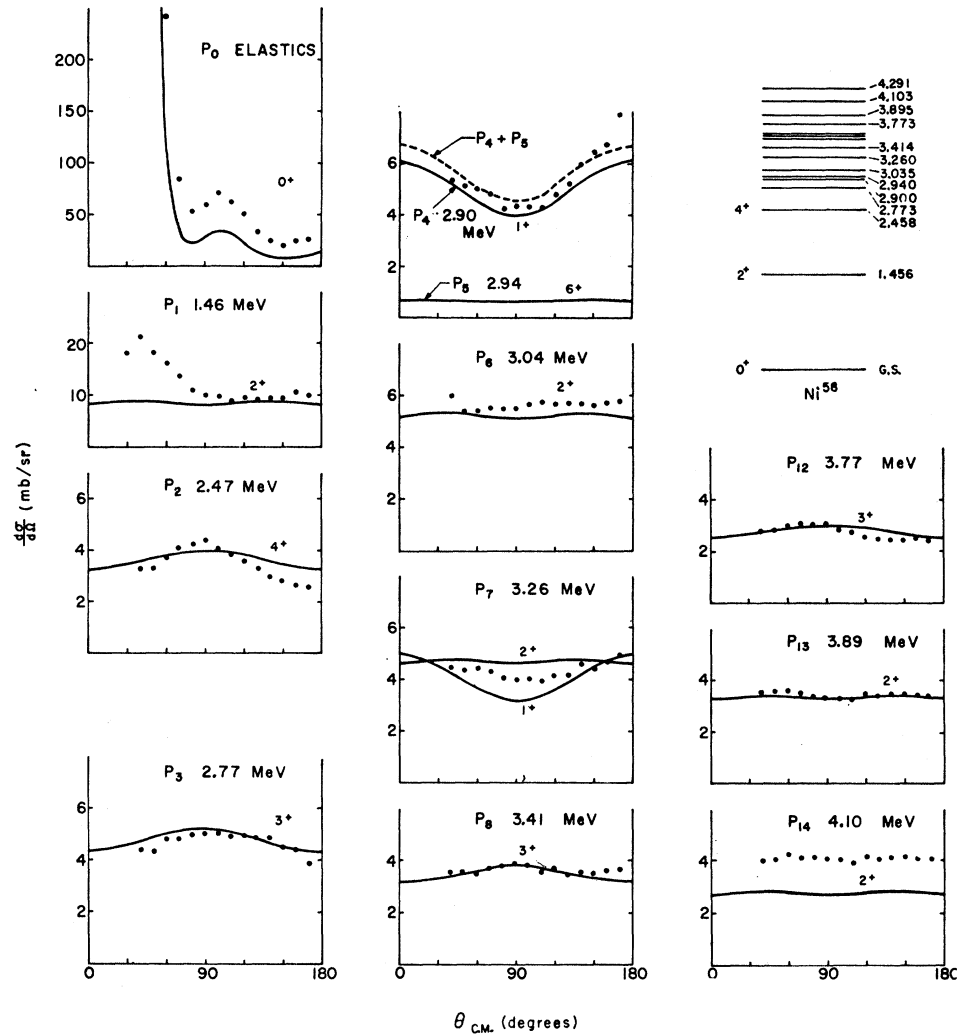 P0 ELASTICS
250
200
150
100
50
0+
P1 1.46 MeV
20
10
2+
P2 2.47 MeV
6
4
2
4+
P3 2.77 MeV
6
4
2
3+
0 90 180
dσ/dΩ (mb/sr)
P4 + P5
6
4
2
P4 2.90
MeV
1+
P5 2.94
6+
P6 3.04 MeV
6
4
2
2+
P7 3.26 MeV
6
4
2
2+
1+
P8 3.41 MeV
6
4
2
3+
0 90 180
θ C.M. (degrees)
4.291
4.103
3.895
3.773
3.414
3.260
3.035
2.940
2.900
2.773
2.458
4+
2+ 1.456
0+ G.S.
Ni58
P12 3.77 MeV
4
2
3+
P13 3.89 MeV
4
2
2+
P14 4.10 MeV
4
2
2+
0 90 180